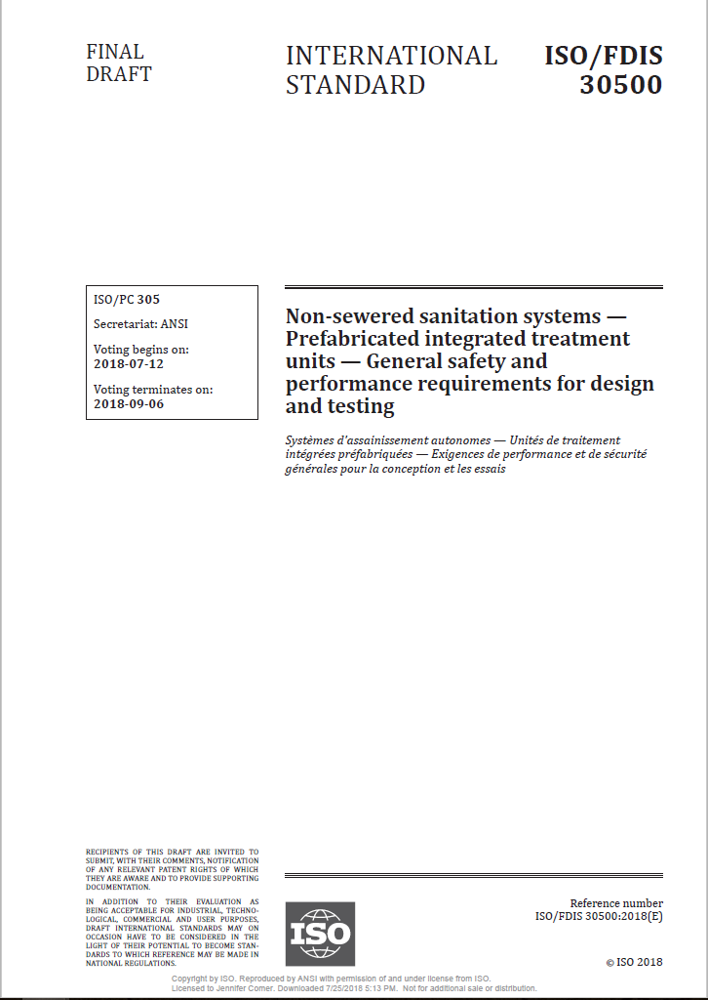 FINAL
DRAFT
INTERNATIONAL
STANDARD
ISO/FDIS
30500
ISO/PC 305
Secretariat: ANSI
Voting begins on:
2018-07-12
Voting terminates on:
2018-09-06
Non-sewered sanitation systems —
Prefabricated integrated treatment
units — General safety and
performance requirements for design
and testing
Systèmes d'assainissement autonomes — Unités de traitement
intégrées préfabriquées — Exigences de performance et de sécurité
générales pour la conception et les essais
RECIPIENTS OF THIS DRAFT ARE INVITED TO
SUBMIT, WITH THEIR COMMENTS, NOTIFICATION
OF ANY RELEVANT PATENT RIGHTS OF WHICH
THEY ARE AWARE AND TO PROVIDE SUPPORTING
DOCUMENTATION.
IN ADDITION TO THEIR EVALUATION AS
BEING ACCEPTABLE FOR INDUSTRIAL, TECHNO-
LOGICAL, COMMERCIAL AND USER PURPOSES,
DRAFT INTERNATIONAL STANDARDS MAY ON
OCCASION HAVE TO BE CONSIDERED IN THE
LIGHT OF THEIR POTENTIAL TO BECOME STAN-
DARDS TO WHICH REFERENCE MAY BE MADE IN
NATIONAL REGULATIONS.
ISO
Reference number
ISO/FDIS 30500:2018(E)
© ISO 2018
Copyright by ISO. Reproduced by ANSI with permission of and under license from ISO.
Licensed to Jennifer Comer. Downloaded 7/25/2018 5:13 PM. Not for additional sale or distribution.